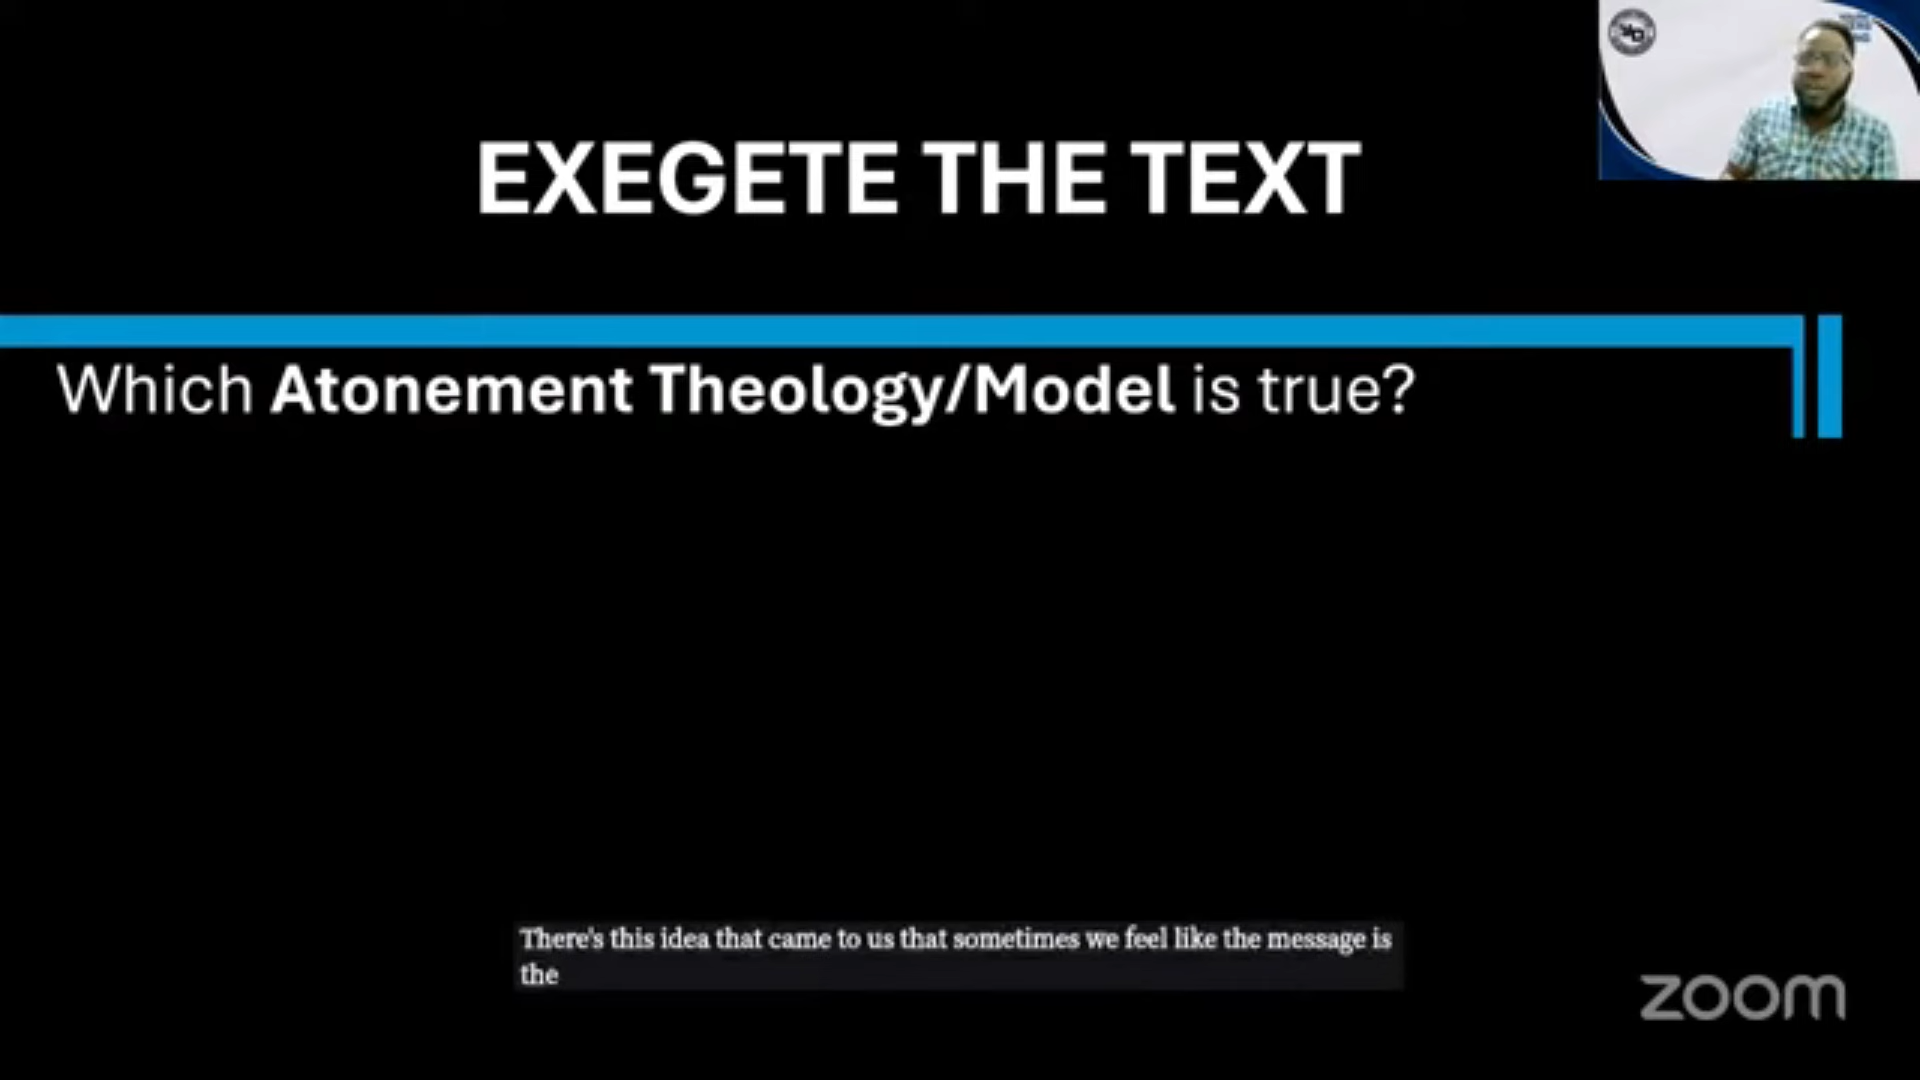 EXEGETE THE TEXT
Which Atonement Theology/Model is true?
There's this idea that came to us that sometimes we feel like the message is
the
zoom